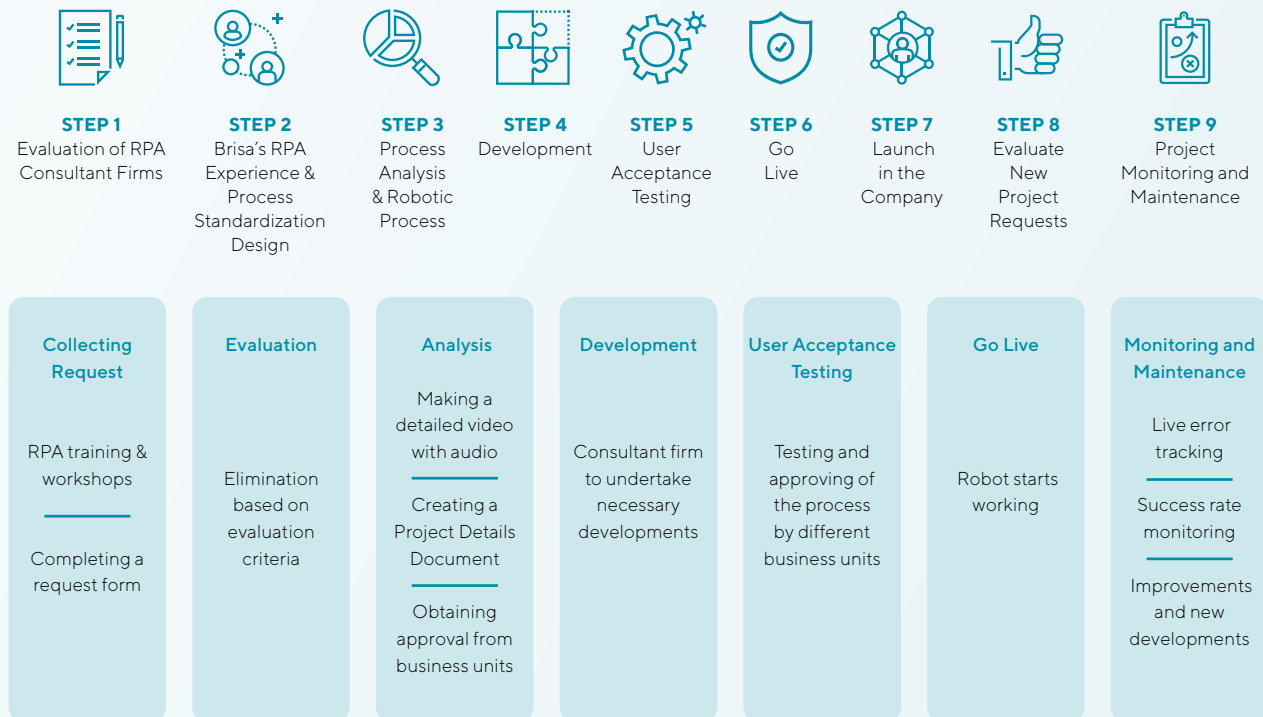 STEP 1
Evaluation of RPA
Consultant Firms
STEP 2
Brisa's RPA
Experience &
Process
Standardization
Design
STEP 3
Process
Analysis
& Robotic
Process
STEP 4
Development
STEP 5
User
Acceptance
Testing
STEP 6
Go
Live
STEP 7
Launch
in the
Company
STEP 8
Evaluate
New
Project
Requests
STEP 9
Project
Monitoring and
Maintenance
Collecting
Request
RPA training &
workshops
Completing a
request form
Evaluation
Elimination
based on
evaluation
criteria
Analysis
Making a
detailed video
with audio
Creating a
Project Details
Document
Obtaining
approval from
business units
Development
Consultant firm
to undertake
necessary
developments
User Acceptance
Testing
Testing and
approving of
the process
by different
business units
Go Live
Robot starts
working
Monitoring and
Maintenance
Live error
tracking
Success rate
monitoring
Improvements
and new
developments